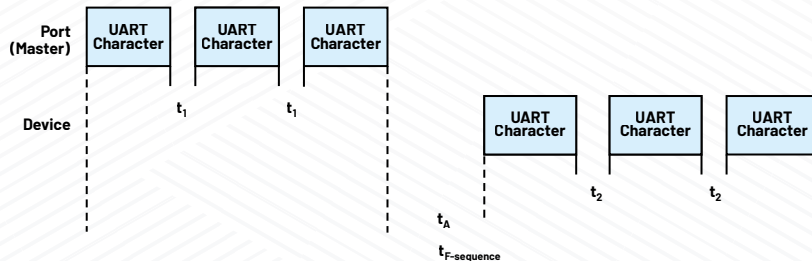 Port
(Master)
UART
Character
UART
Character
UART
Character
t1
t1
Device
UART
Character
UART
Character
UART
Character
t2
t2
tA
tF-sequence